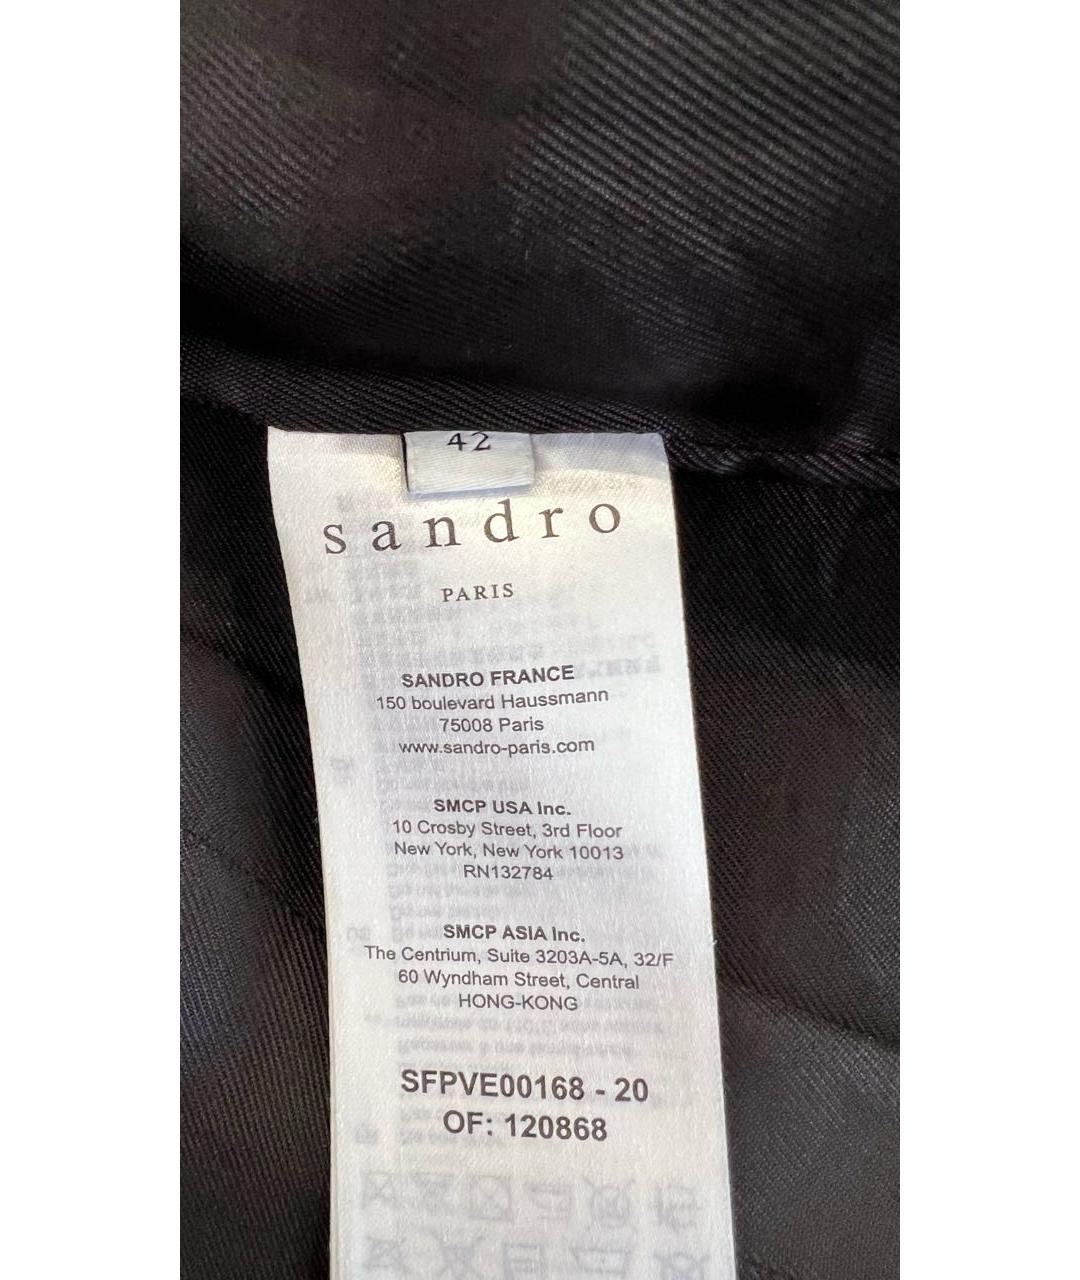 42
sandro
PARIS
SANDRO FRANCE
150 boulevard Haussmann
75008 Paris
www.sandro-paris.com
SMCP USA Inc.
10 Crosby Street, 3rd Floor
New York, New York 10013
RN132784
SMCP ASIA Inc.
The Centrium, Suite 3203A-5A, 32/F
60 Wyndham Street, Central
HONG-KONG
SFPVE00168 - 20
OF: 120868